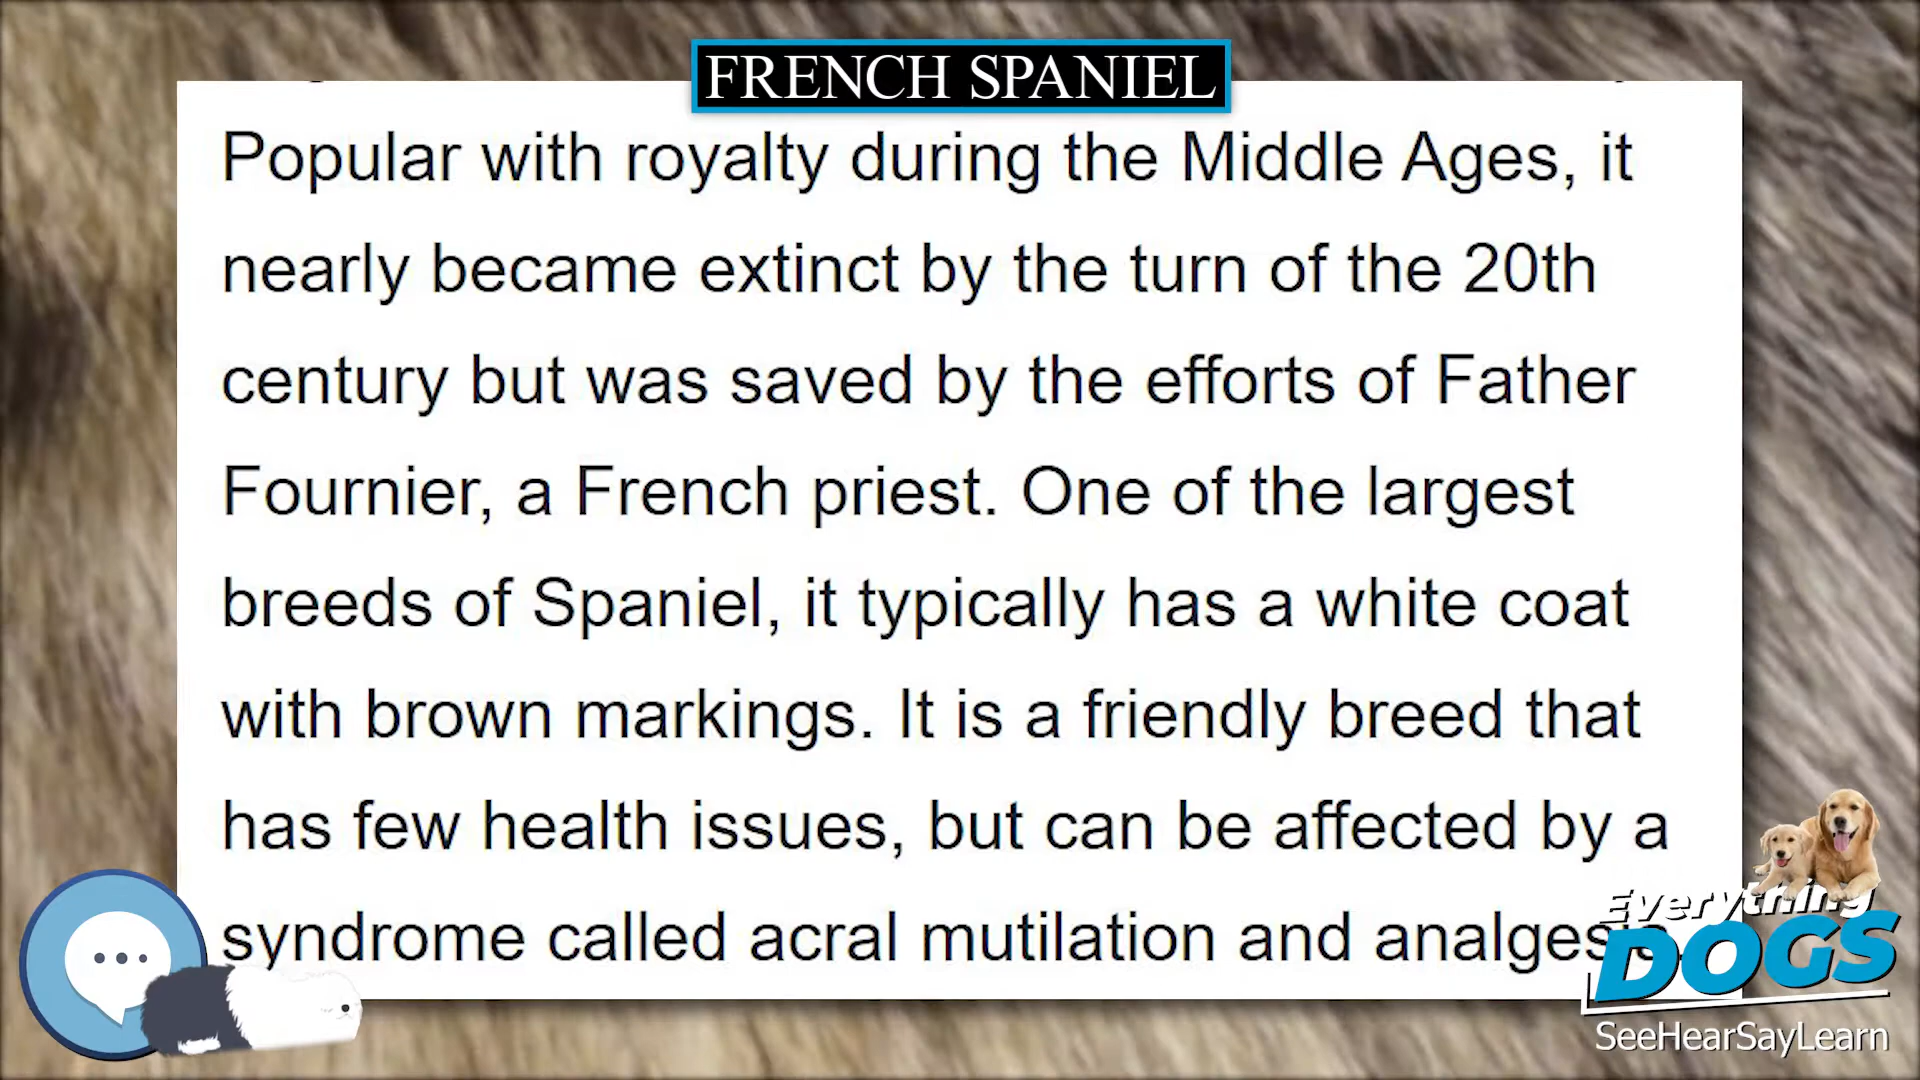 FRENCH SPANIEL
Popular with royalty during the Middle Ages, it
nearly became extinct by the turn of the 20th
century but was saved by the efforts of Father
Fournier, a French priest. One of the largest
breeds of Spaniel, it typically has a white coat
with brown markings. It is a friendly breed that
has few health issues, but can be affected by a
syndrome called acral mutilation and analgesia.
Everything
DOGS
SeeHearSayLearn